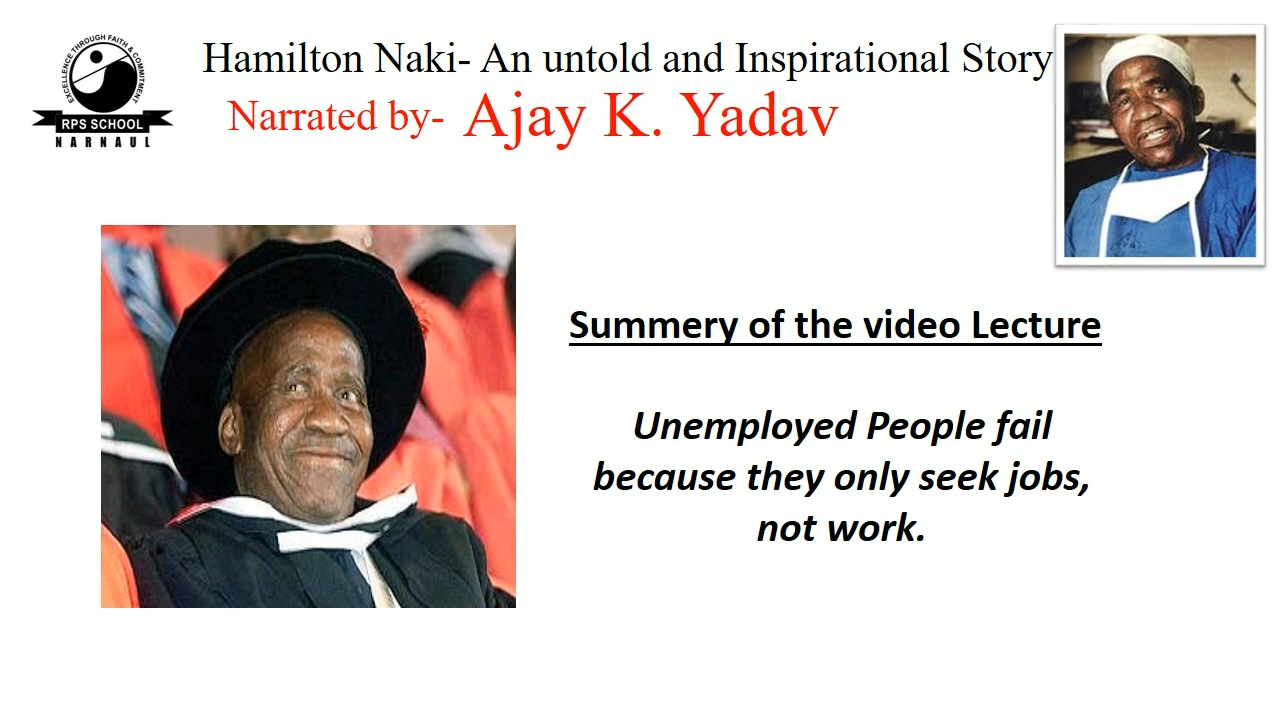 EXCELLENCE THROUGH FAITH & COMMITMENT
RPS SCHOOL
NARNAUL
Hamilton Naki- An untold and Inspirational Story
Narrated by- Ajay K. Yadav
Summery of the video Lecture
Unemployed People fail
because they only seek jobs,
not work.